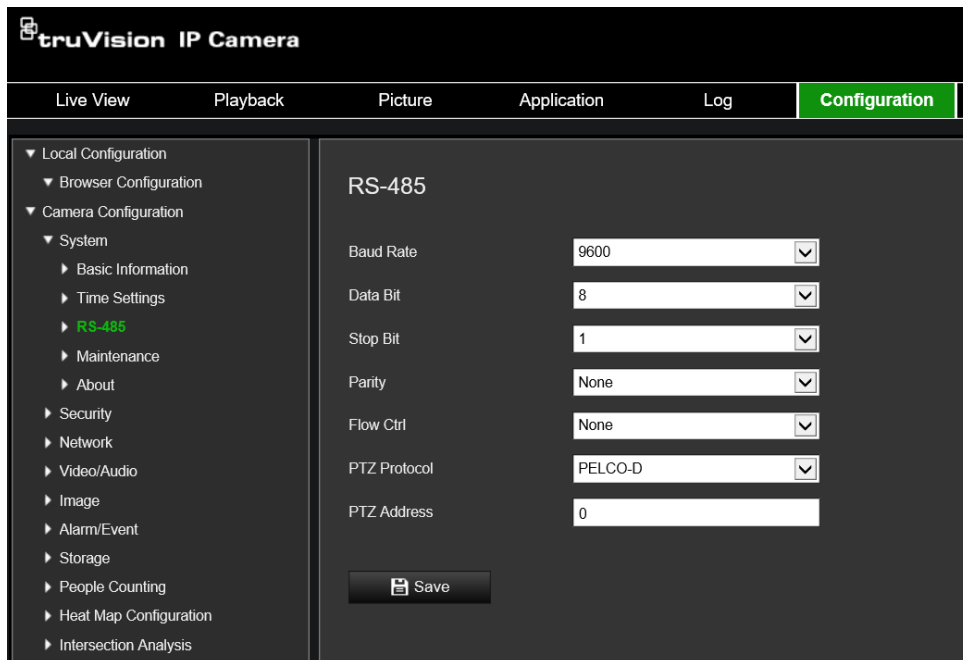 truVision IP Camera
Live View Playback Picture Application Log Configuration
Local Configuration
Browser Configuration
Camera Configuration
System
Basic Information
Time Settings
RS-485
Maintenance
About
Security
Network
Video/Audio
Image
Alarm/Event
Storage
People Counting
Heat Map Configuration
Intersection Analysis
RS-485
Baud Rate 9600
Data Bit 8
Stop Bit 1
Parity None
Flow Ctrl None
PTZ Protocol PELCO-D
PTZ Address 0
Save